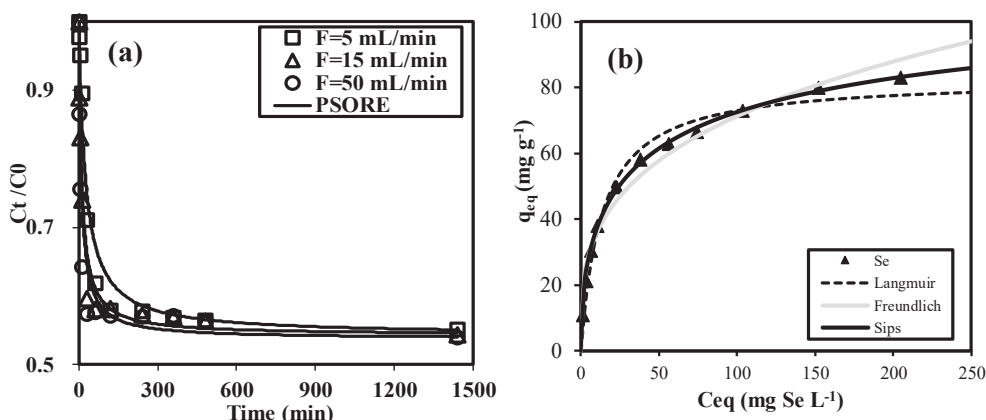 (a)
F=5 mL/min
F=15 mL/min
F=50 mL/min
PSORE
0.9
0.7
0.5
Ct /C0
0 300 600 900 1200 1500
Time (min)
(b)
100
80
60
40
20
0
qeq (mg g-1)
Se
Langmuir
Freundlich
Sips
0 50 100 150 200 250
Ceq (mg Se L-1)